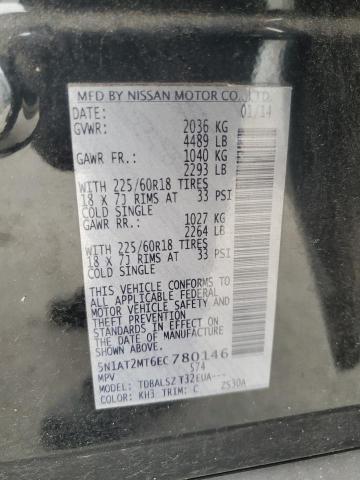 MFD BY NISSAN MOTOR CO.,LTD.
DATE: 01/14
GVWR: 2036 KG
4489 LB
GAWR FR.: 1040 KG
2293 LB
WITH 225/60R18 TIRES
18 X 7J RIMS AT 33 PSI
COLD SINGLE
GAWR RR.: 1027 KG
2264 LB
WITH 225/60R18 TIRES
18 X 7J RIMS AT 33 PSI
COLD SINGLE
THIS VEHICLE CONFORMS TO
ALL APPLICABLE FEDERAL
MOTOR VEHICLE SAFETY AND
THEFT PREVENTION
STANDARDS IN EFFECT ON THE
DATE OF MANUFACTURE
SHOWN ABOVE.
5N1AT2MT6EC780146
MPV S74
MODEL: TDBALSZ T32EUA---
COLOR: KH3 TRIM: C ZS30A